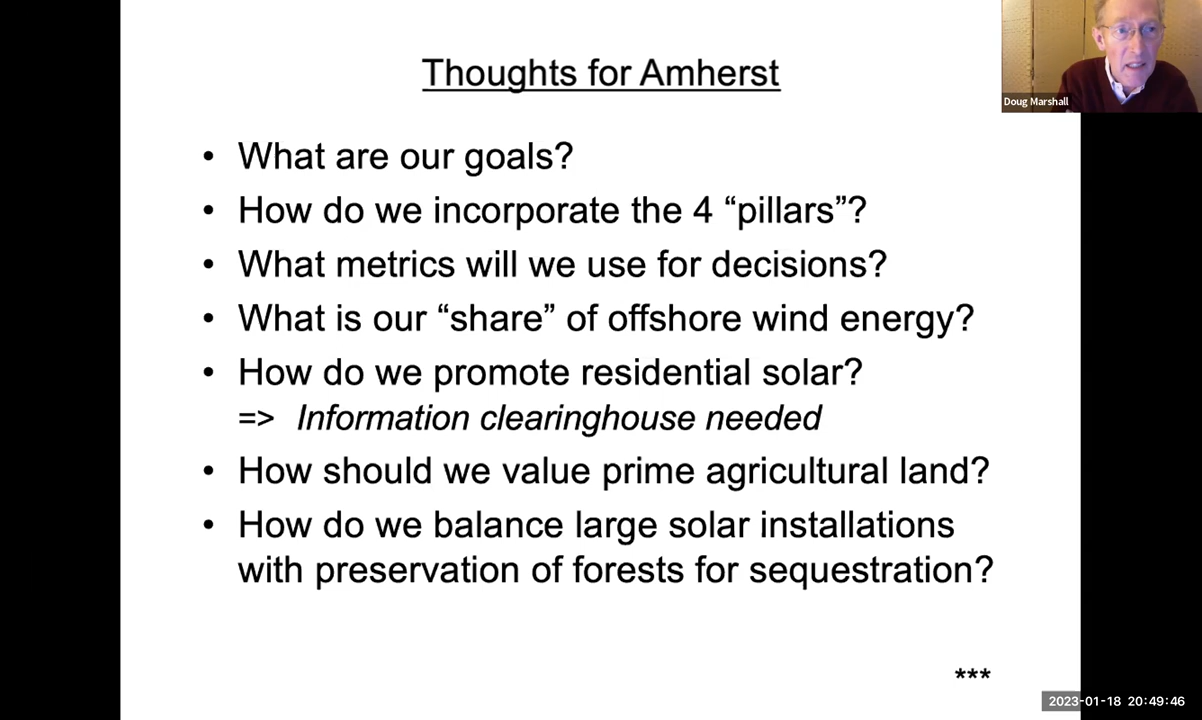 Thoughts for Amherst
Doug Marshall
• What are our goals?
• How do we incorporate the 4 “pillars”?
• What metrics will we use for decisions?
• What is our “share” of offshore wind energy?
• How do we promote residential solar?
=> Information clearinghouse needed
• How should we value prime agricultural land?
• How do we balance large solar installations
with preservation of forests for sequestration?
***
2023-01-18 20:49:46